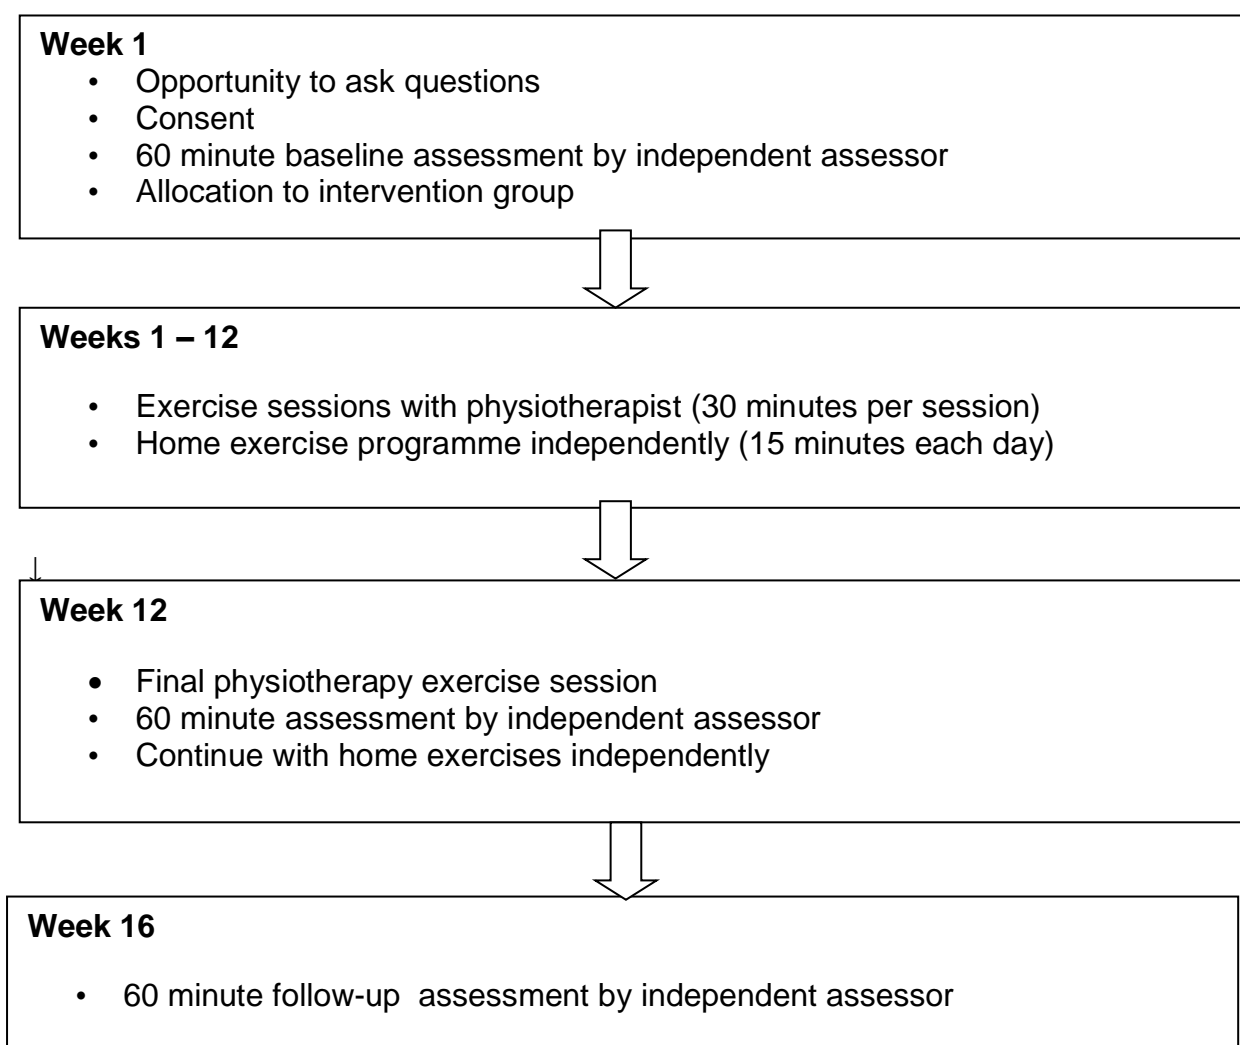 Week 1
• Opportunity to ask questions
• Consent
• 60 minute baseline assessment by independent assessor
• Allocation to intervention group
Weeks 1 – 12
• Exercise sessions with physiotherapist (30 minutes per session)
• Home exercise programme independently (15 minutes each day)
Week 12
• Final physiotherapy exercise session
• 60 minute assessment by independent assessor
• Continue with home exercises independently
Week 16
• 60 minute follow-up  assessment by independent assessor